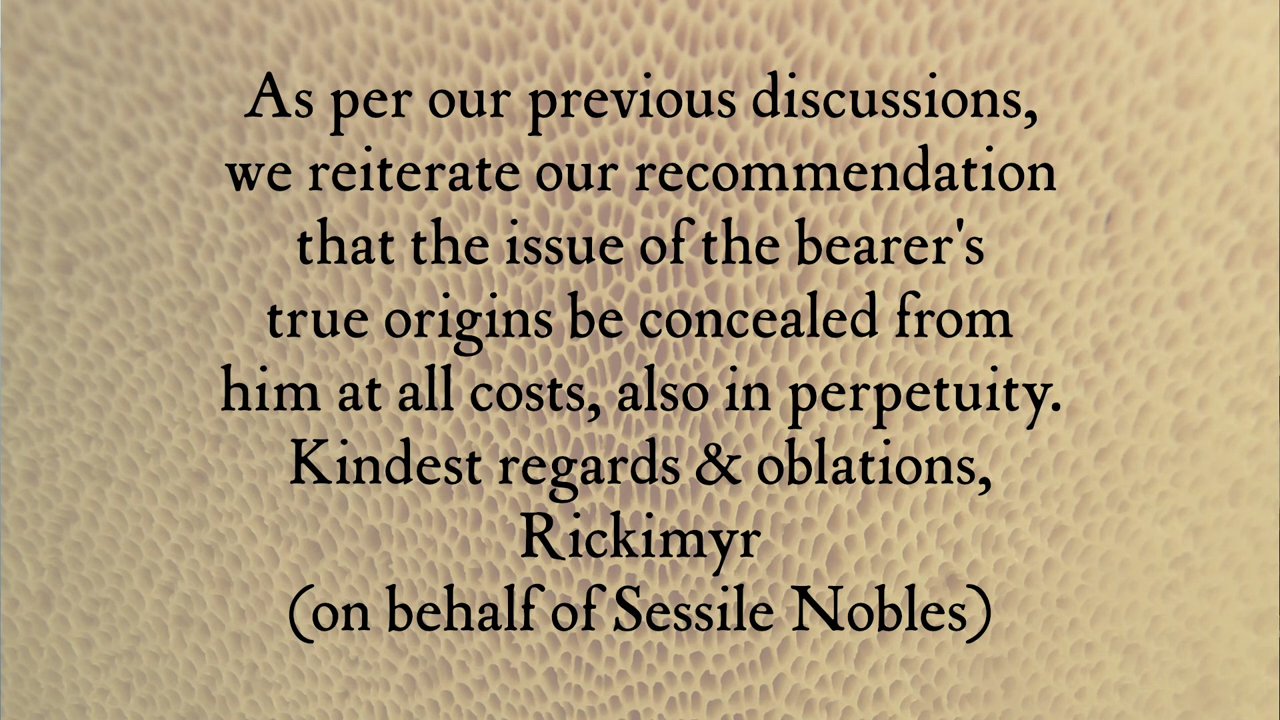 As per our previous discussions,
we reiterate our recommendation
that the issue of the bearer's
true origins be concealed from
him at all costs, also in perpetuity.
Kindest regards & oblations,
Rickimyr
(on behalf of Sessile Nobles)